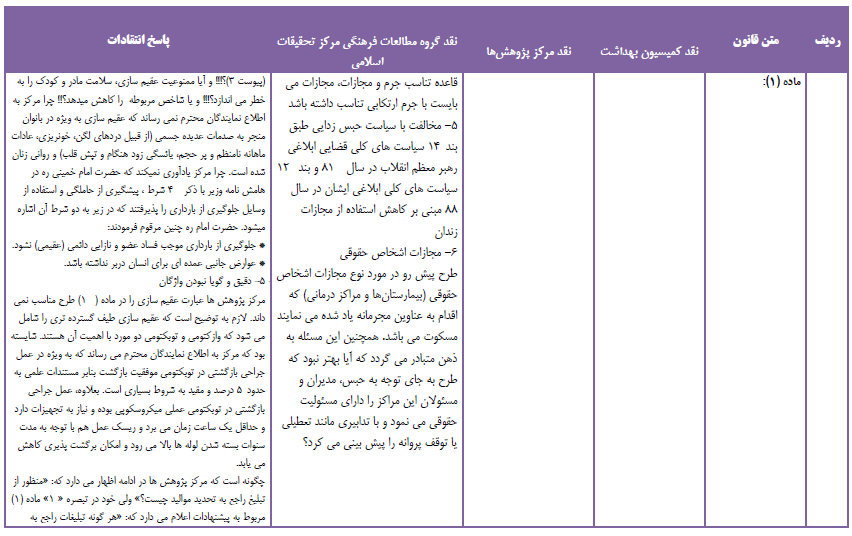 ردیف
متن قانون
نقد کمیسیون بهداشت
نقد مرکز پژوهش‌ها
نقد گروه مطالعات فرهنگی مرکز تحقیقات
اسلامی
پاسخ انتقادات
ماده (۱):
قاعده تناسب جرم و مجازات، مجازات می
بایست با جرم ارتکابی تناسب داشته باشد
۵- مخالفت با سیاست حبس زدایی طبق
بند ۱۴ سیاست های کلی قضایی ابلاغی
رهبر معظم انقلاب در سال ۸۱ و بند ۱۲
سیاست های کلی ابلاغی ایشان در سال
۸۸ مبنی بر کاهش استفاده از مجازات
زندان
۶- مجازات اشخاص حقوقی
طرح پیش رو در مورد نوع مجازات اشخاص
حقوقی (بیمارستان‌ها و مراکز درمانی) که
اقدام به عناوین مجرمانه یاد شده می نمایند
مسکوت می باشد. همچنین این مسئله به
ذهن متبادر می گردد که آیا بهتر نبود که
طرح به جای توجه به حبس، مدیران و
مسئولان این مراکز را دارای مسئولیت
حقوقی می نمود و با تدابیری مانند تعطیلی
یا توقف پروانه را پیش بینی می کرد؟
(پیوست ۳)؟!!! و آیا ممنوعیت عقیم سازی، سلامت مادر و کودک را به
خطر می اندازد؟!!! و یا شاخص مربوطه را کاهش میدهد؟!! چرا مرکز به
اطلاع نمایندگان محترم نمی رساند که عقیم سازی به ویژه در بانوان
منجر به صدمات عدیده جسمی (از قبیل دردهای لگن، خونریزی، عادات
ماهانه نامنظم و پر حجم، یائسگی زود هنگام و تپش قلب) و روانی زنان
شده است. چرا مرکز یادآوری نمیکند که حضرت امام خمینی ره در
هامش نامه وزیر با ذکر ۴ شرط ، پیشگیری از حاملگی و استفاده از
وسایل جلوگیری از بارداری را پذیرفتند که در زیر به دو شرط آن اشاره
میشود. حضرت امام ره چنین مرقوم فرمودند:
* جلوگیری از بارداری موجب فساد عضو و نازایی دائمی (عقیمی) نشود.
* عوارض جانبی عمده ای برای انسان دربر نداشته باشد.
۵- دقیق و گویا نبودن واژگان
مرکز پژوهش ها عبارت عقیم سازی را در ماده (۱) طرح مناسب نمی
داند. لازم به توضیح است که عقیم سازی طیف گسترده تری را شامل
می شود که وازکتومی و توبکتومی دو مورد با اهمیت آن هستند. شایسته
بود که مرکز به اطلاع نمایندگان محترم می رساند که به ویژه در عمل
جراحی بازگشتی در توبکتومی موفقیت بازگشت بنابر مستندات علمی به
حدود ۵ درصد و مقید به شروط بسیاری است. بعلاوه، عمل جراحی
بازگشتی در توبکتومی عملی میکروسکوپی بوده و نیاز به تجهیزات دارد
و حداقل یک ساعت زمان می برد و ریسک عمل هم با توجه به مدت
سنوات بسته شدن لوله ها بالا می رود و امکان برگشت پذیری کاهش
می یابد.
چگونه است که مرکز پژوهش ها در ادامه اظهار می دارد که: «منظور از
تبلیغ راجع به تحدید موالید چیست؟» ولی خود در تبصره « ۱» ماده (۱)
مربوط به پیشنهادات اعلام می دارد که: «هر گونه تبلیغات راجع به